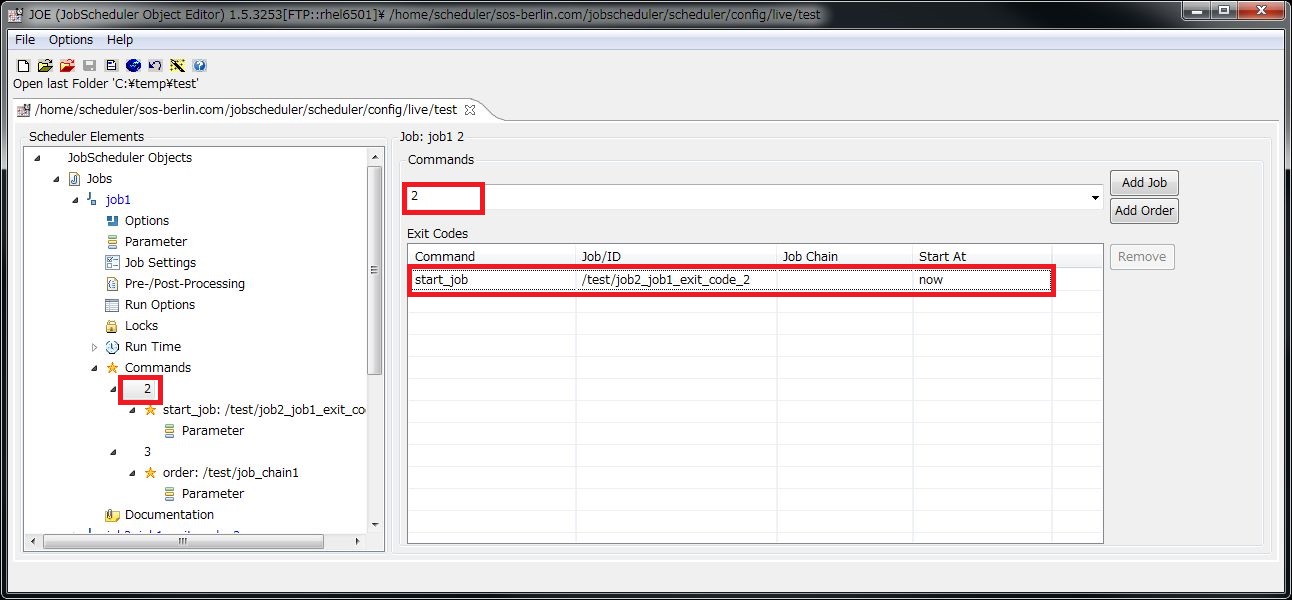 JOE (JobScheduler Object Editor) 1.5.3253[FTP::rhel6501]¥ /home/scheduler/sos-berlin.com/jobscheduler/scheduler/config/live/test
File Options Help
Open last Folder 'C:¥temp¥test'
/home/scheduler/sos-berlin.com/jobscheduler/scheduler/config/live/test
Scheduler Elements
JobScheduler Objects
Jobs
job1
Options
Parameter
Job Settings
Pre-/Post-Processing
Run Options
Locks
Run Time
Commands
2
start_job: /test/job2_job1_exit_co
Parameter
3
order: /test/job_chain1
Parameter
Documentation
Job: job1 2
Commands
2
Add Job
Add Order
Exit Codes
Command Job/ID Job Chain Start At
start_job /test/job2_job1_exit_code_2 now
Remove